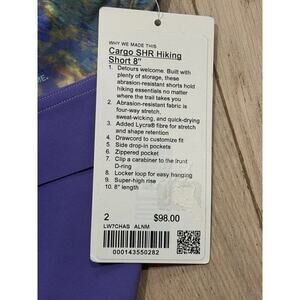 WHY WE MADE THIS
Cargo SHR Hiking
Short 8"
1. Detours welcome. Built with
plenty of storage, these
abrasion-resistant shorts hold
hiking essentials no matter
where the trail takes you
2. Abrasion-resistant fabric is
four-way stretch,
sweat-wicking, and quick-drying
3. Added Lycra® fibre for stretch
and shape retention
4. Drawcord to customize fit
5. Side drop-in pockets
6. Zippered pocket
7. Clip a carabiner to the front
D-ring
8. Locker loop for easy hanging
9. Super-high rise
10. 8" length
2 $98.00
LW7CHAS ALNM
000143550282